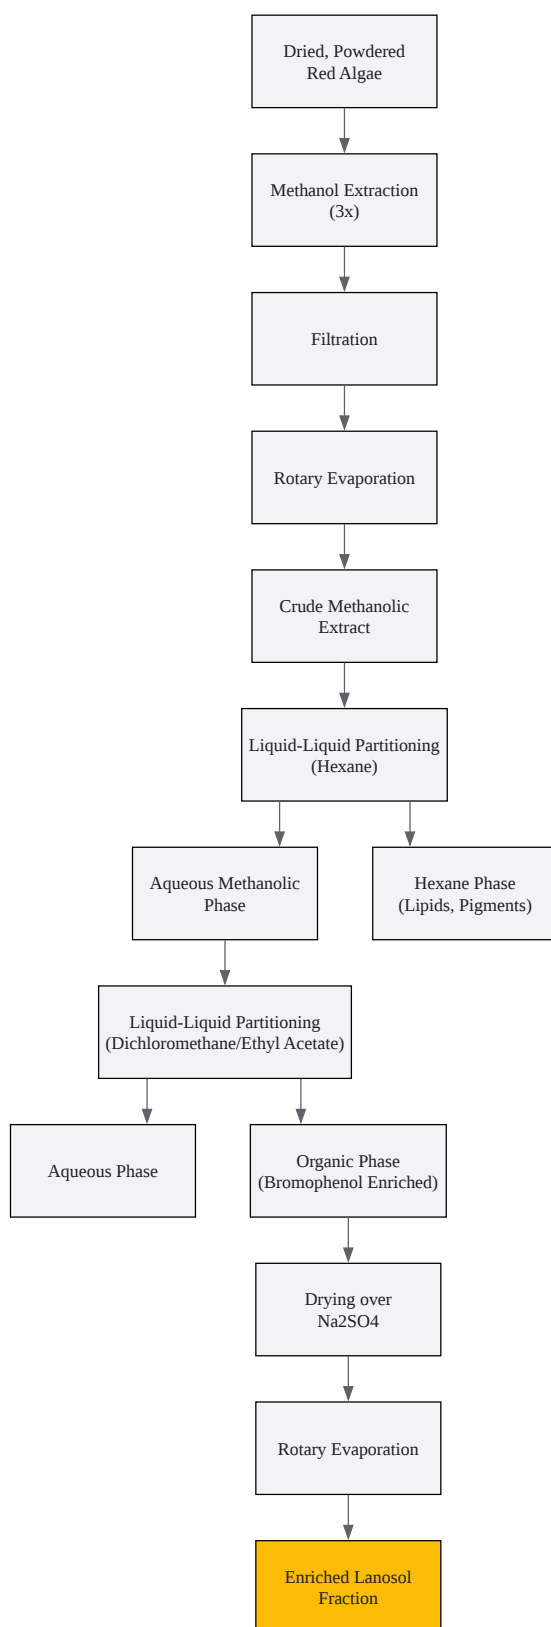 Dried, Powdered
Red Algae
Methanol Extraction
(3x)
Filtration
Rotary Evaporation
Crude Methanolic
Extract
Liquid-Liquid Partitioning
(Hexane)
Aqueous Methanolic
Phase
Hexane Phase
(Lipids, Pigments)
Liquid-Liquid Partitioning
(Dichloromethane/Ethyl Acetate)
Aqueous Phase
Organic Phase
(Bromophenol Enriched)
Drying over
Na2SO4
Rotary Evaporation
Enriched Lanosol
Fraction